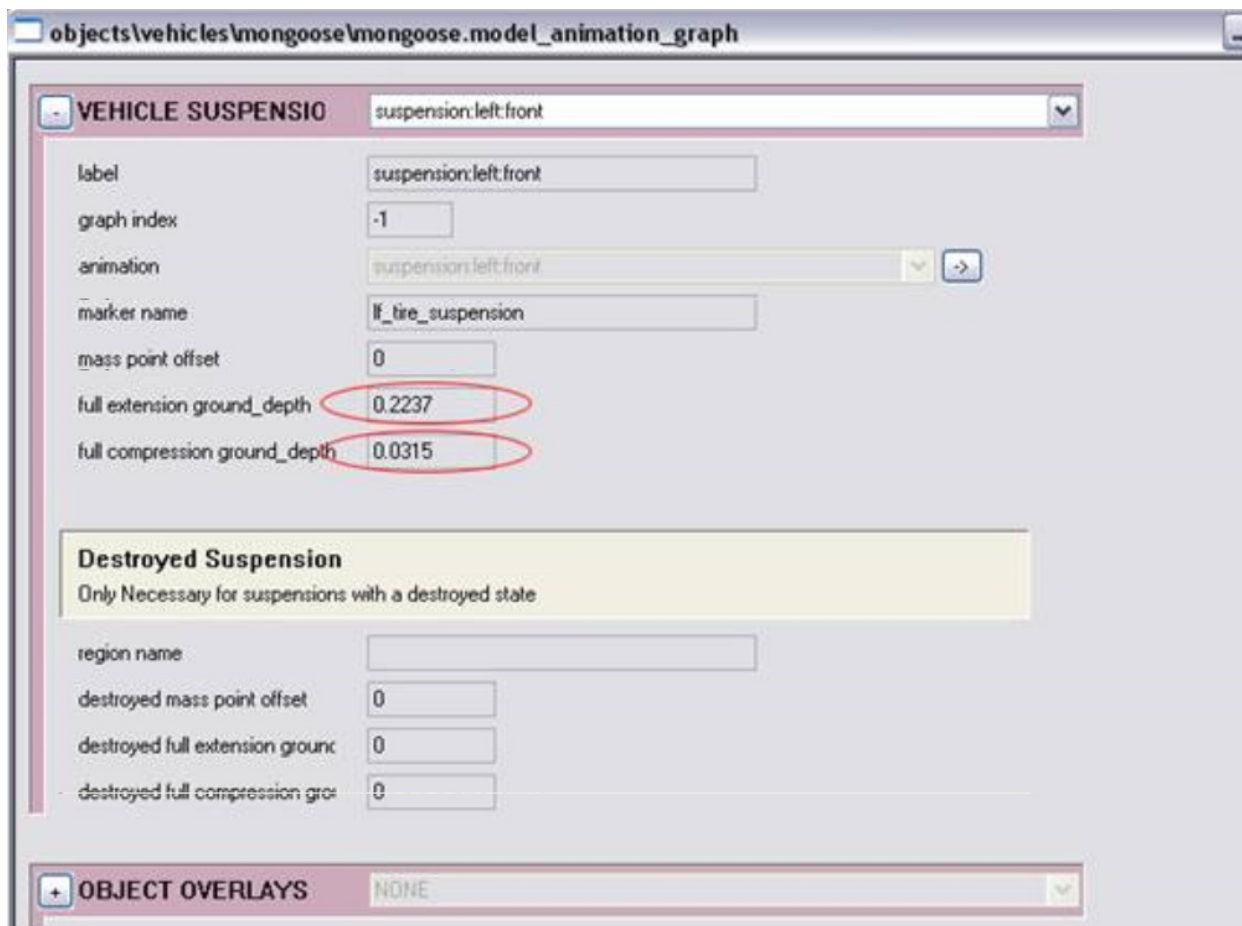 objects\vehicles\mongoose\mongoose.model_animation_graph
- VEHICLE SUSPENSIO suspension:left:front
label suspension:left:front
graph index -1
animation suspension:left:front ->
marker name lf_tire_suspension
mass point offset 0
full extension ground_depth 0.2237
full compression ground_depth 0.0315
Destroyed Suspension
Only Necessary for suspensions with a destroyed state
region name
destroyed mass point offset 0
destroyed full extension ground 0
destroyed full compression gro 0
+ OBJECT OVERLAYS NONE